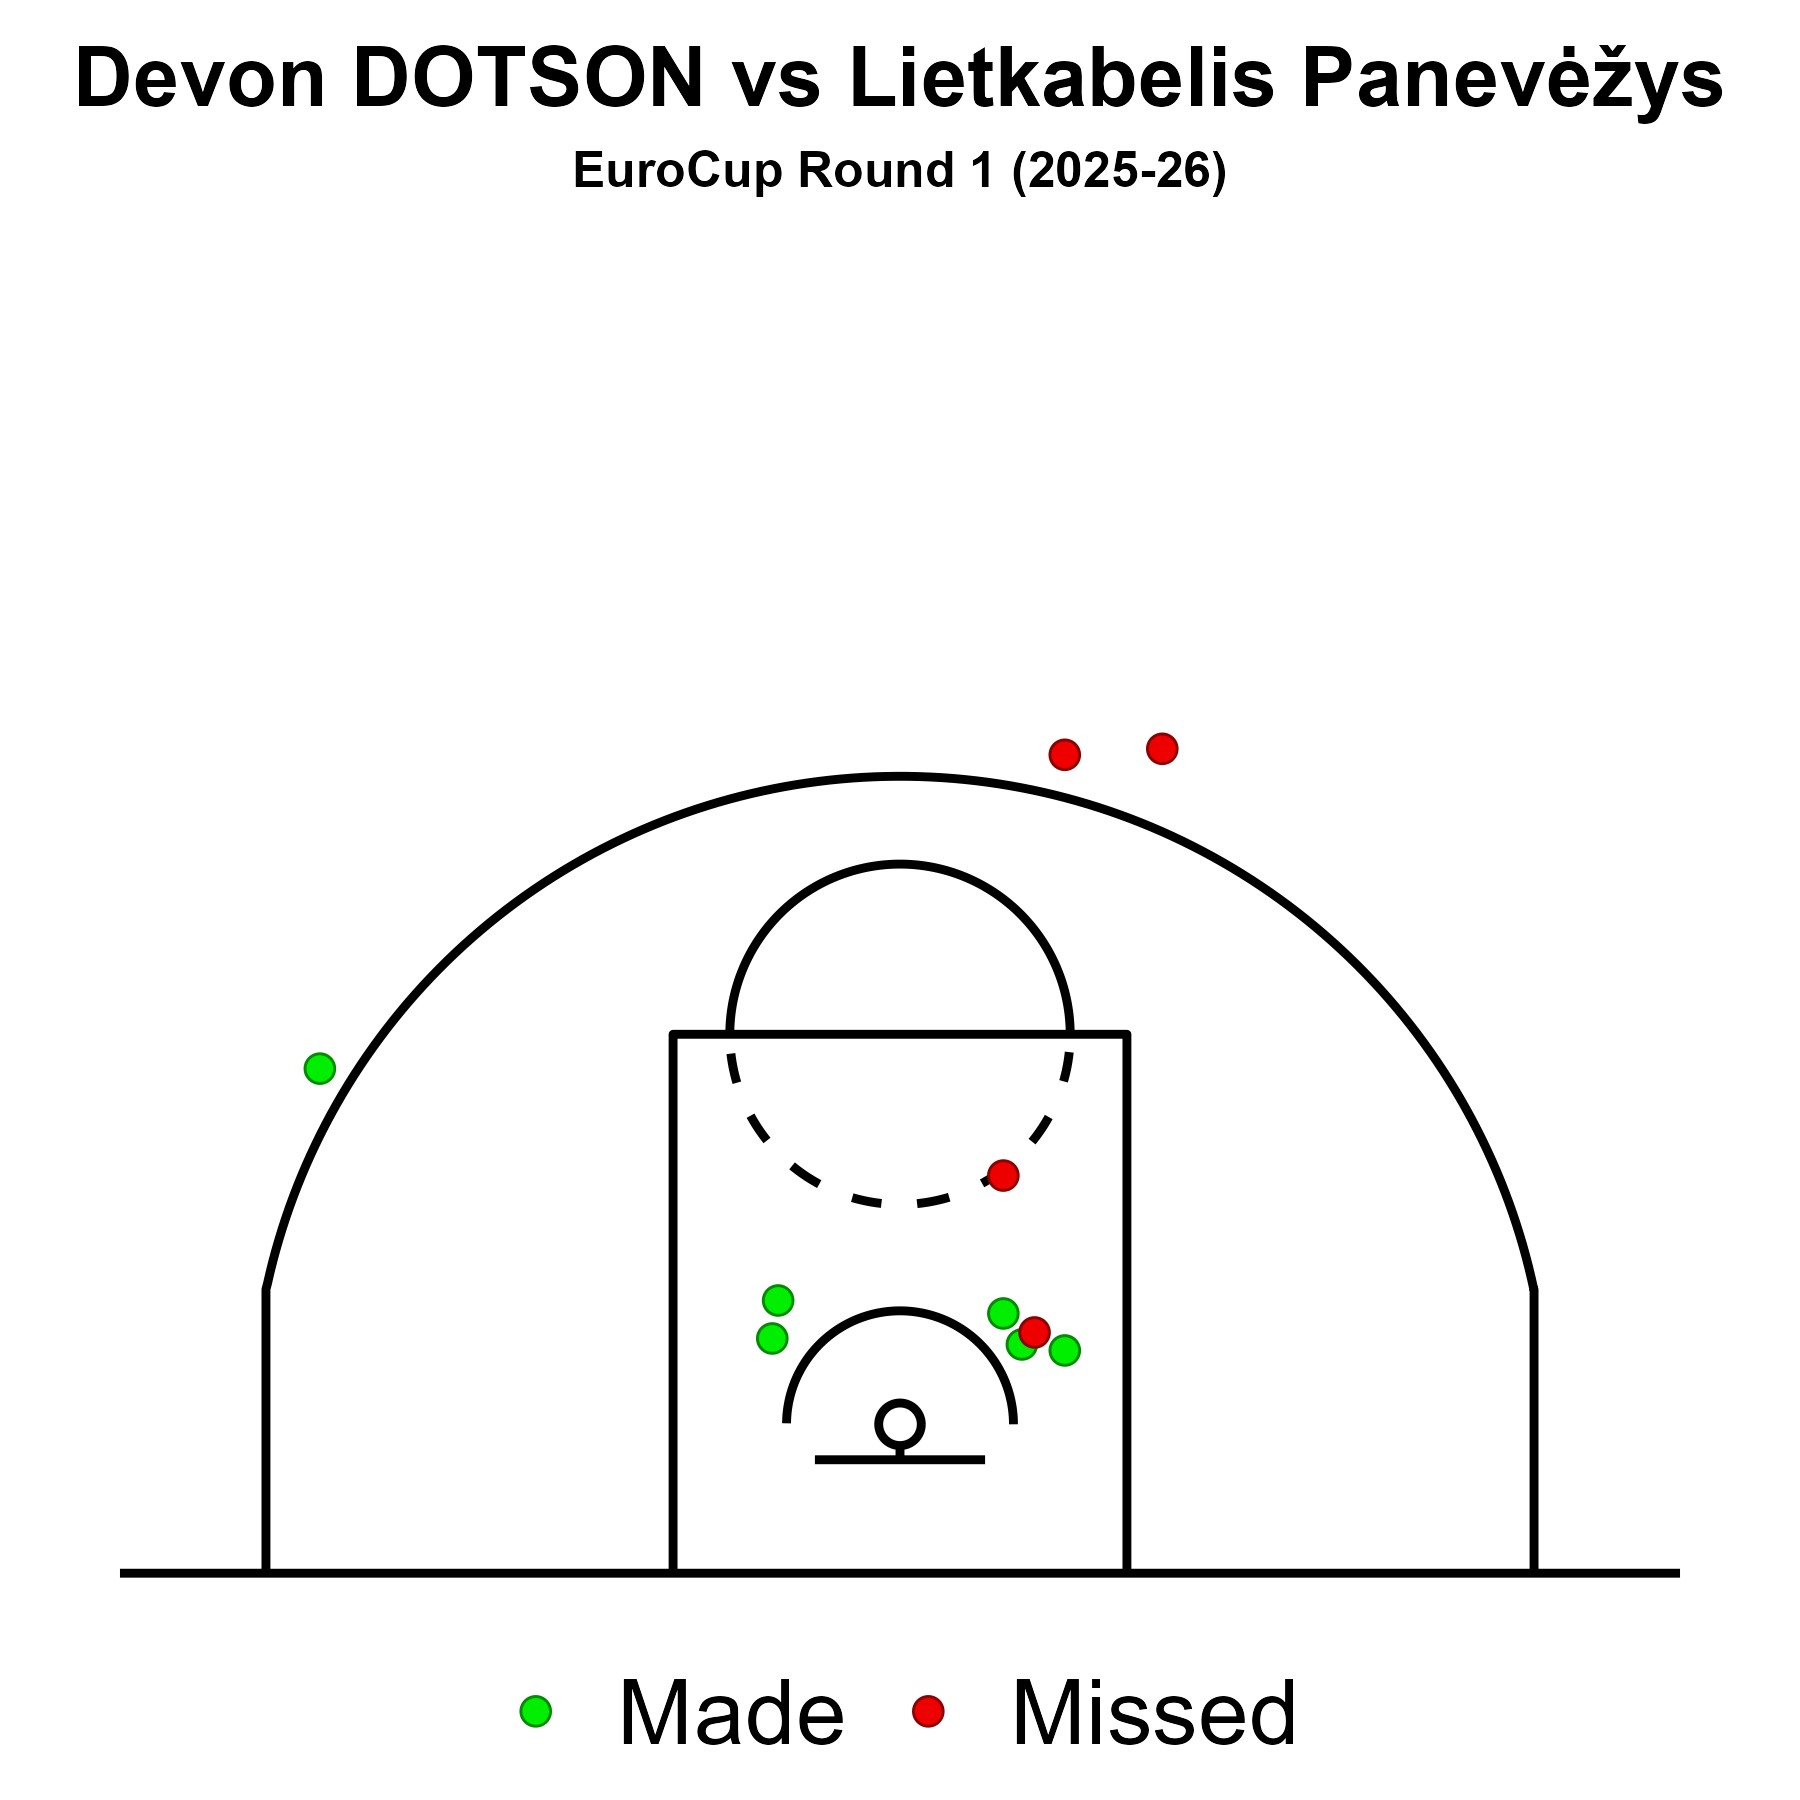 Devon DOTSON vs Lietkabelis Panevėžys
EuroCup Round 1 (2025-26)
Made Missed